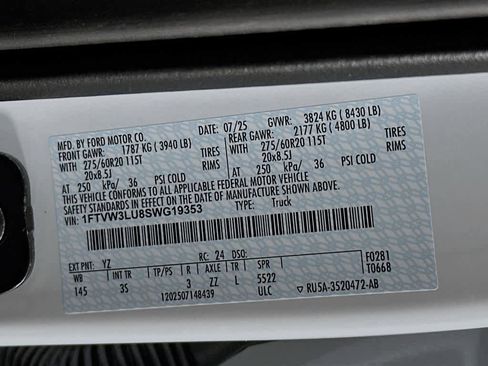 MFD. BY FORD MOTOR CO.
DATE: 07/25 GVWR: 3824 KG ( 8430 LB)
FRONT GAWR: 1787 KG ( 3940 LB) REAR GAWR: 2177 KG ( 4800 LB)
275/60R20 115T TIRES 275/60R20 115T TIRES
20x8.5J RIMS 20x8.5J RIMS
AT 250 kPa/ 36 PSI COLD AT 250 kPa/ 36 PSI COLD
THIS VEHICLE CONFORMS TO ALL APPLICABLE FEDERAL MOTOR VEHICLE
SAFETY STANDARDS IN EFFECT ON THE DATE OF MANUFACTURE SHOWN ABOVE.
VIN: 1FTVW3LU8SWG19353
TYPE: Truck
EXT PNT: YZ RC: 24 DSO: F0281
WB INT TR TP/PS R AXLE TR SPR T0668
145 3S 3 ZZ L 5522
1202507148439 ULC ▽ RU5A-3520472-AB